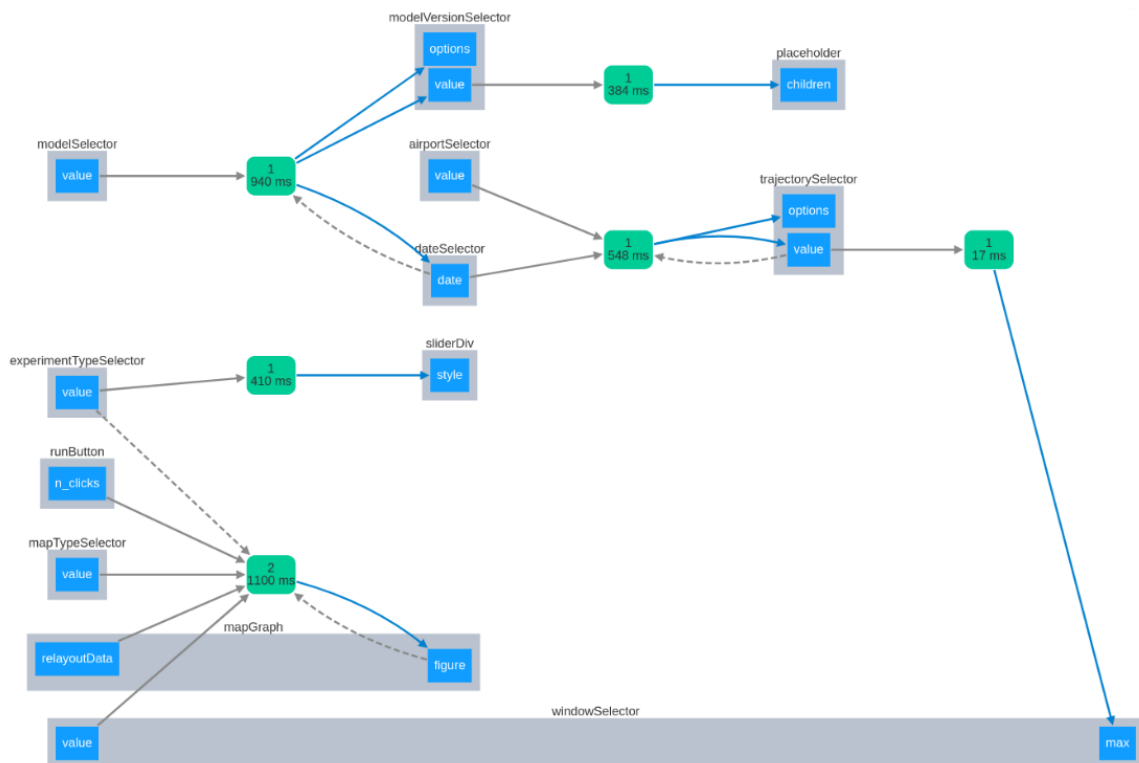 modelVersionSelector
options
value
1
384 ms
placeholder
children
modelSelector
value
1
940 ms
airportSelector
value
trajectorySelector
options
value
1
548 ms
1
17 ms
dateSelector
date
experimentTypeSelector
value
1
410 ms
sliderDiv
style
runButton
n_clicks
mapTypeSelector
value
2
1100 ms
mapGraph
relayoutData
figure
windowSelector
value
max